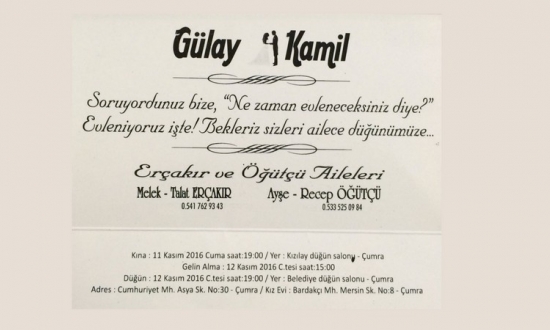 Gülay Kamil
Soruyordunuz bize, "Ne zaman evleneceksiniz diye?"
Evleniyoruz işte! Bekleriz sizleri ailece düğünümüze...
Erçakır ve Öğütçü Aileleri
Melek - Talat ERÇAKIR Ayşe - Recep ÖĞÜTÇÜ
0.541 762 93 43 0.533 525 09 84
Kına : 11 Kasım 2016 Cuma saat:19:00 / Yer : Kızılay düğün salonu - Çumra
Gelin Alma : 12 Kasım 2016 C.tesi saat:15:00
Düğün : 12 Kasım 2016 C.tesi saat:19:00 / Yer : Belediye düğün salonu - Çumra
Adres : Cumhuriyet Mh. Asya Sk. No:30 - Çumra / Kız Evi : Bardakçı Mh. Mersin Sk. No:8 - Çumra